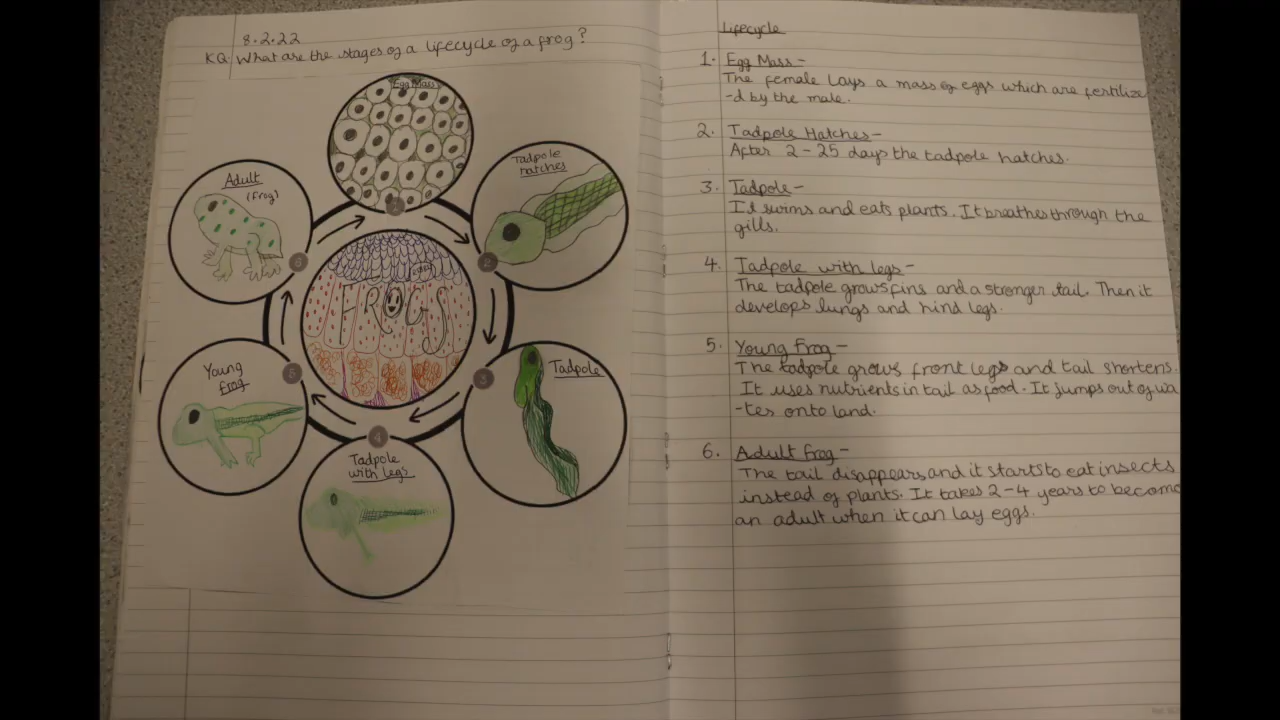 8.2.22
KQ What are the stages of a lifecycle of a frog?
Egg Mass
1
Tadpole
hatches
2
Tadpole
3
Tadpole
with legs
4
Young
frog
5
Adult
(frog)
6
FROGS
Lifecycle
1. Egg Mass-
The female lays a mass of eggs which are fertilize
-d by the male.
2. Tadpole Hatches-
After 2-25 days the tadpole hatches.
3. Tadpole-
It swims and eats plants. It breathes through the
gills.
4. Tadpole with legs-
The tadpole grows fins and a stronger tail. Then it
develops lungs and hind legs.
5. Young frog-
The tadpole grows front legs and tail shortens.
It uses nutrients in tail as food. It jumps out of wa
-tes onto land.
6. Adult frog-
The tail disappears and it starts to eat insects
instead of plants. It takes 2-4 years to become
an adult when it can lay eggs.